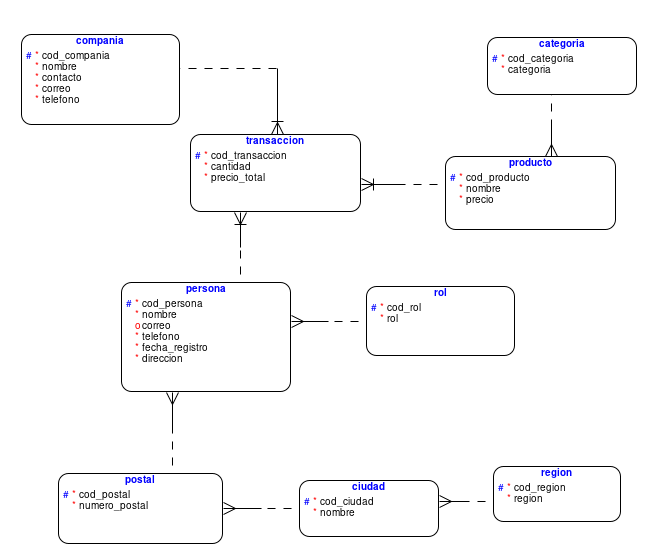 compania
# * cod_compania
* nombre
* contacto
* correo
* telefono
categoria
# * cod_categoria
* categoria
transaccion
# * cod_transaccion
* cantidad
* precio_total
producto
# * cod_producto
* nombre
* precio
persona
# * cod_persona
* nombre
o correo
* telefono
* fecha_registro
* direccion
rol
# * cod_rol
* rol
postal
# * cod_postal
* numero_postal
ciudad
# * cod_ciudad
* nombre
region
# * cod_region
* region